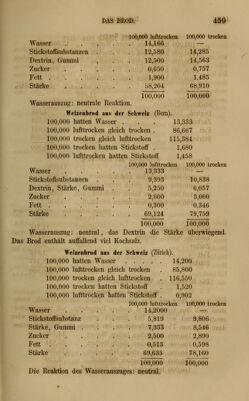 DAS BROD. 459
100,000 lufttrocken 100,000 trocken
Wasser . . . . 14,166 —
Stickstoffsubstanzen . . 12,580 14,285
Dextrin, Gummi . . . 12,500 14,563
Zucker . . . . 0,650 0,757
Fett . . . . . 1,900 1,485
Stärke . . . . 58,204 68,910
100,000 100,000
Wasserauszug: neutrale Reaktion.
Weizenbrod aus der Schweiz (Bern).
100,000 hatten Wasser . . . 13,333
100,000 lufttrocken gleich trocken . 86,667
100,000 trocken gleich lufttrocken . 115,384
100,000 trocken hatten Stickstoff . 1,680
100,000 lufttrocken hatten Stickstoff 1,458
100,000 lufttrocken 100,000 trocken
Wasser . . . . 13,333 —
Stickstoffsubstanzen . . 9,393 10,838
Dextrin, Stärke, Gummi . . 5,250 6,057
Zucker . . . . 2,600 3,000
Fett . . . . . 0,300 0,346
Stärke . . . . 69,124 79,759
100,000 100,000
Wasserauszug: neutral, das Dextrin die Stärke überwiegend.
Das Brod enthält auffallend viel Kochsalz.
Weizenbrod aus der Schweiz (Zürich).
100,000 hatten Wasser . . . 14,200
100,000 lufttrocken gleich trocken . 85,800
100,000 trocken gleich lufttrocken . 116,550
100,000 trocken hatten Stickstoff . 1,520
100,000 lufttrocken hatten Stickstoff . 0,902
100,000 lufttrocken 100,000 trocken
Wasser . . . . 14,2000 —
Stickstoffsubstanz . . 5,819 9,806
Stärke, Gummi . . . 7,333 8,546
Zucker . . . . 2,500 2,890
Fett . . . . . 0,513 0,598
Stärke . . . . 69,635 78,160
100,000 100,000
Die Reaktion des Wasserauszuges: neutral.